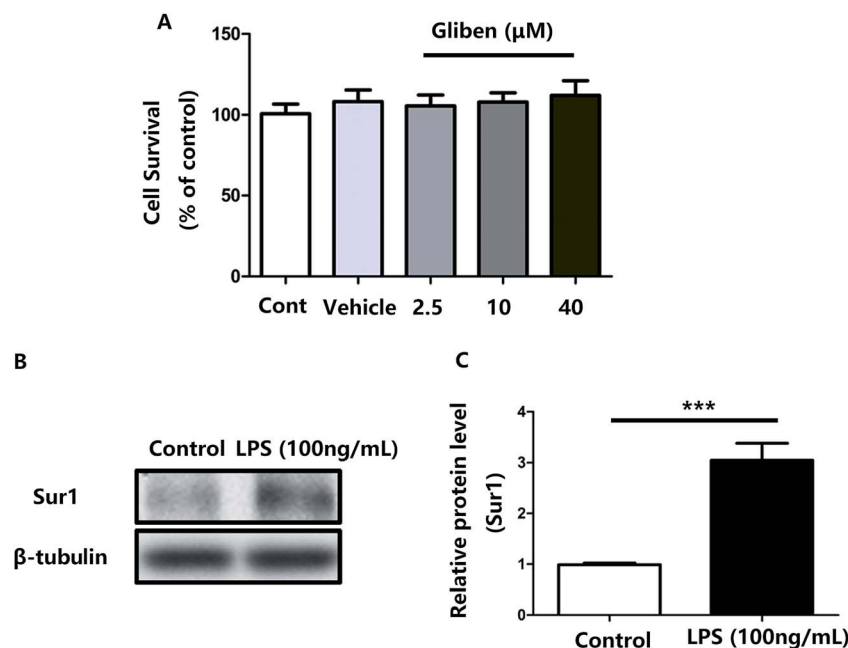 A
Gliben (μM)
Cell Survival
(% of control)
150
100
50
0
Cont Vehicle 2.5 10 40
B
Control LPS (100ng/mL)
Sur1
β-tubulin
C
***
Relative protein level
(Sur1)
4
3
2
1
0
Control LPS (100ng/mL)